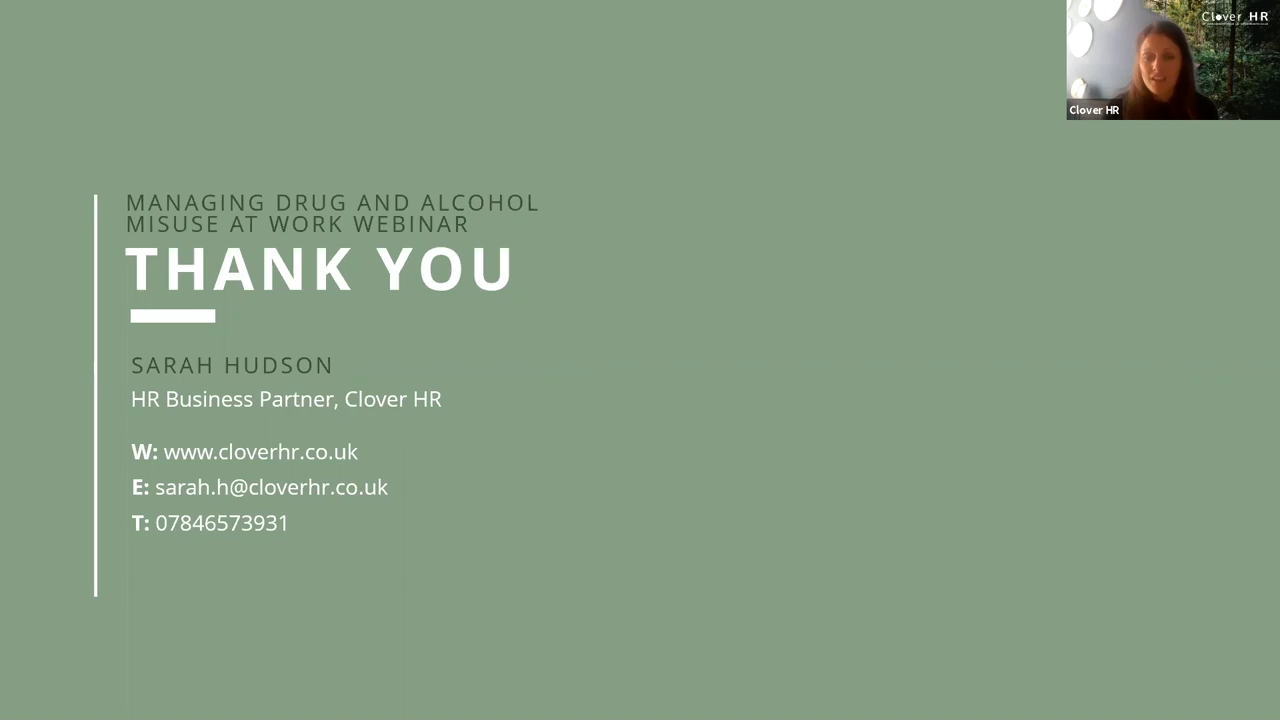 Clover HR
Clover HR
MANAGING DRUG AND ALCOHOL
MISUSE AT WORK WEBINAR
THANK YOU
SARAH HUDSON
HR Business Partner, Clover HR
W: www.cloverhr.co.uk
E: sarah.h@cloverhr.co.uk
T: 07846573931